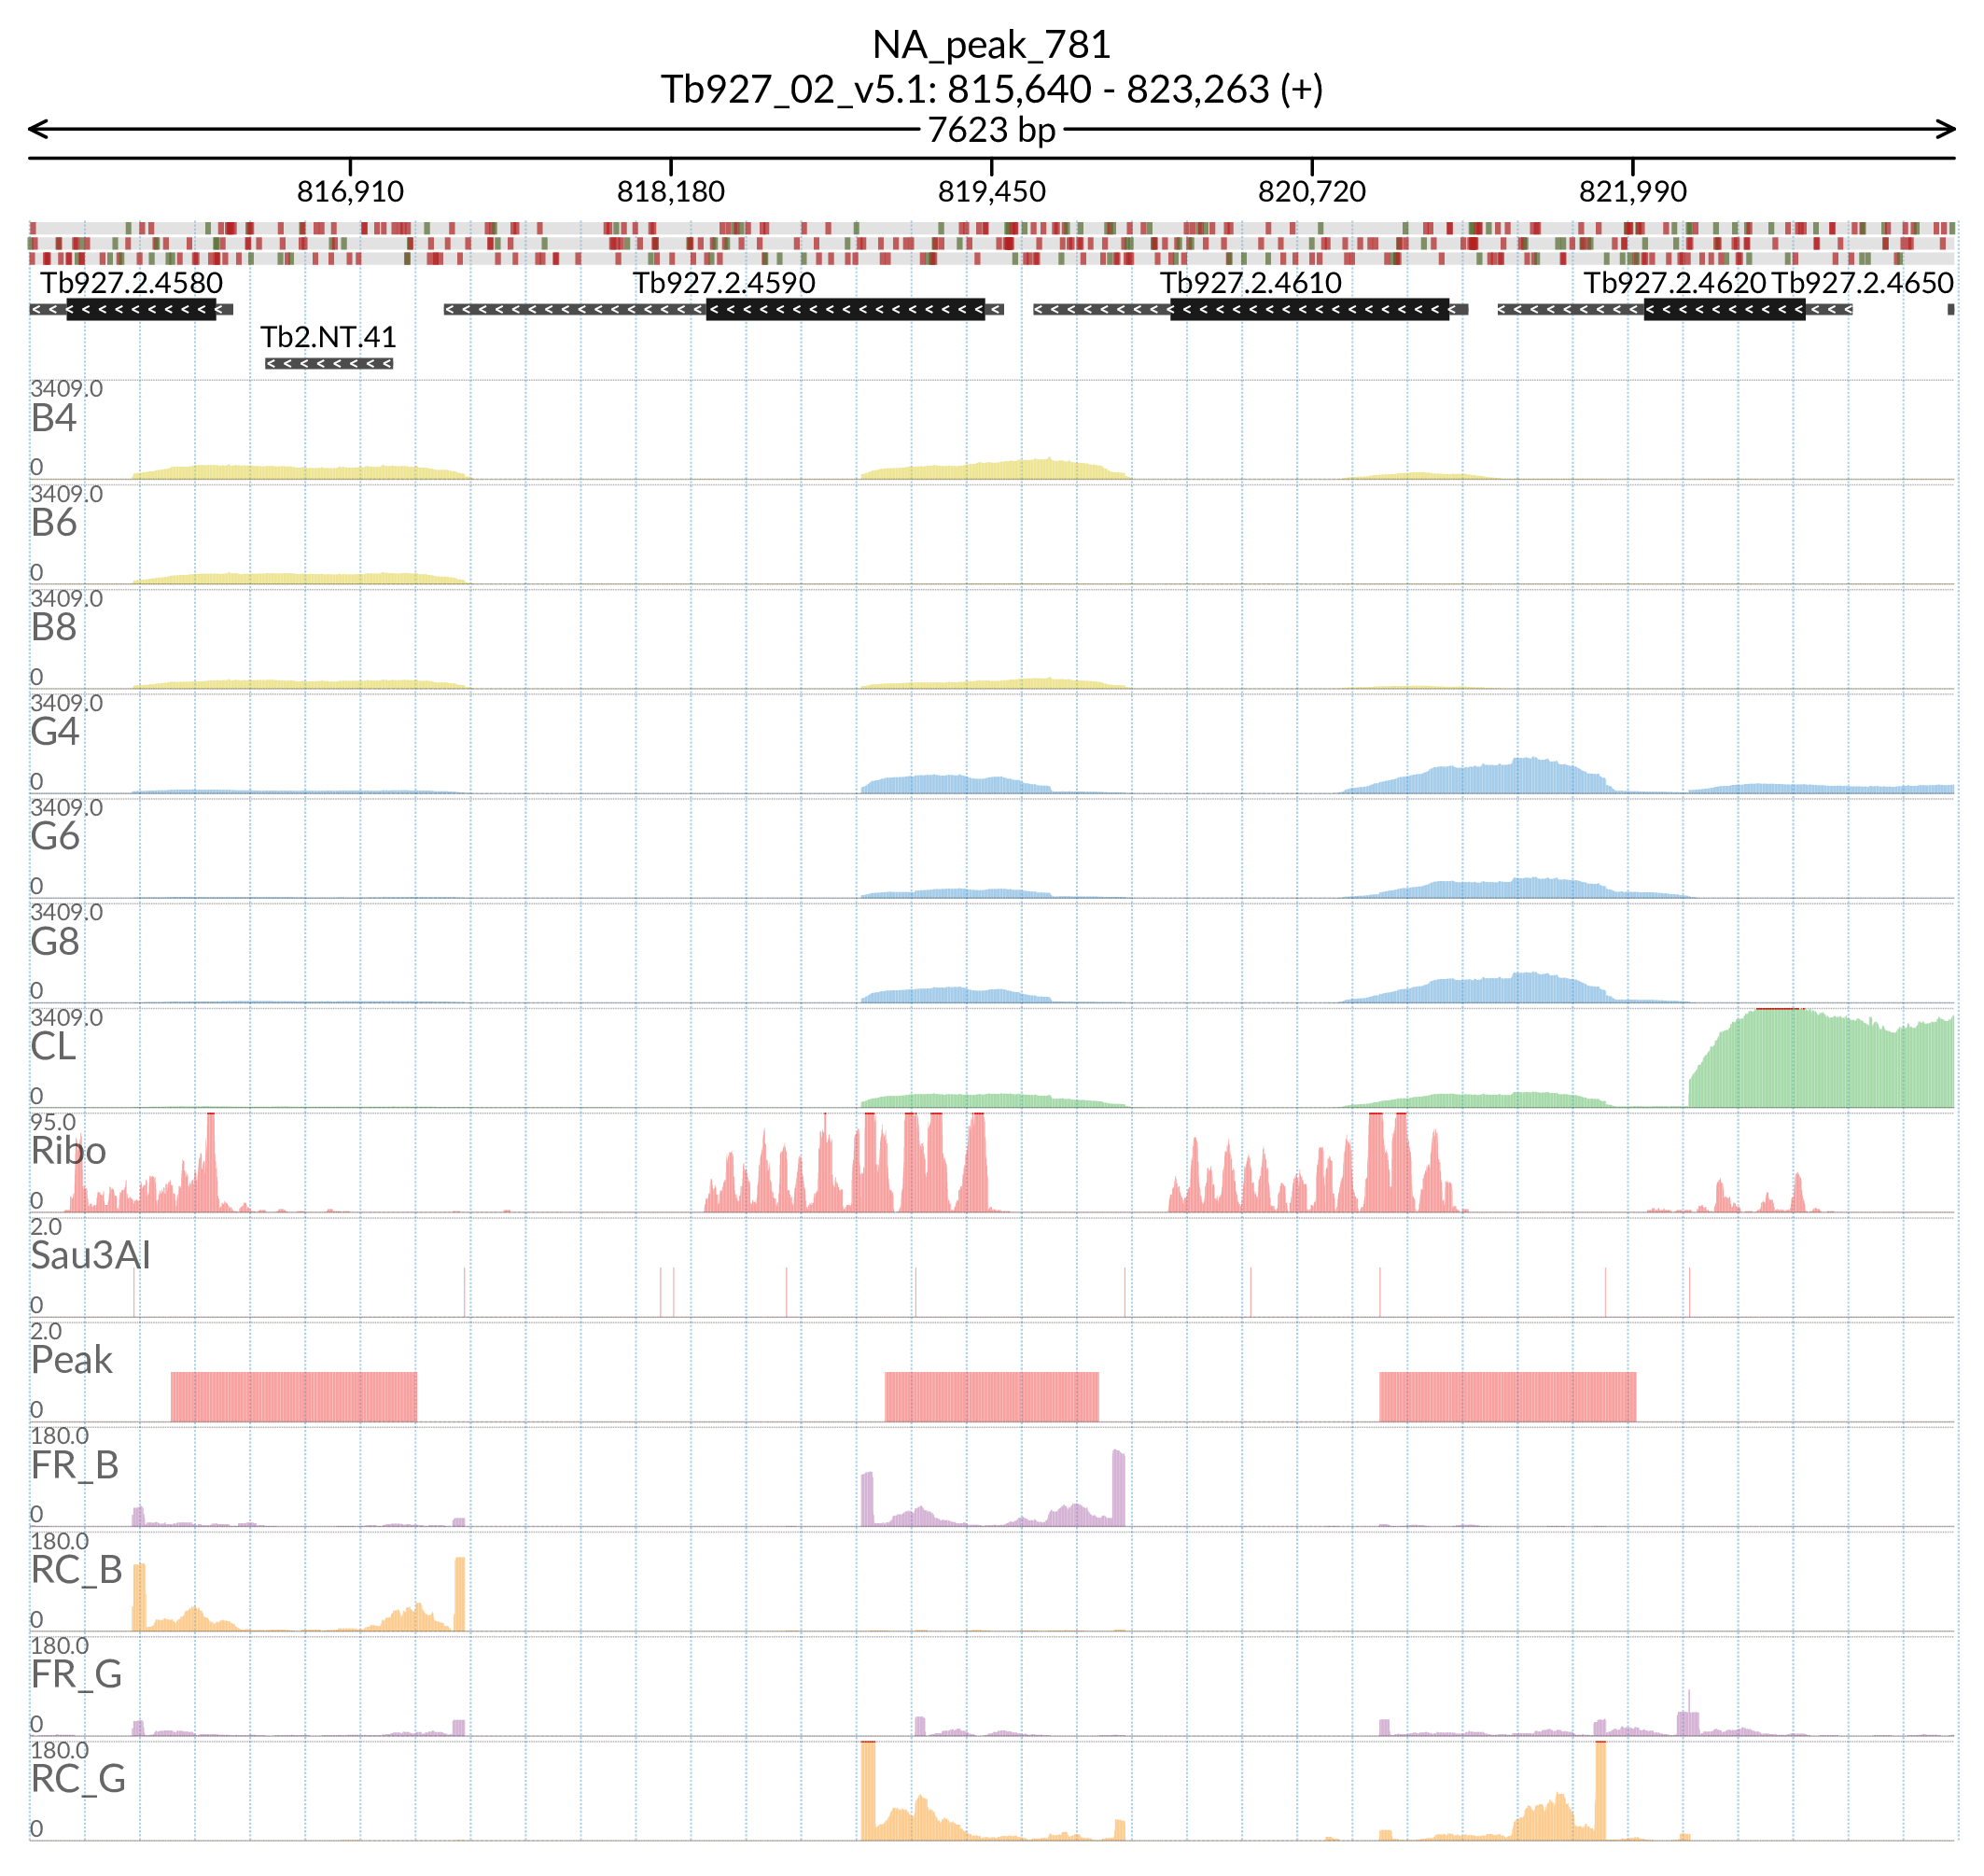 NA_peak_781
Tb927_02_v5.1: 815,640 - 823,263 (+)
7623 bp
816,910 818,180 819,450 820,720 821,990
Tb927.2.4580 Tb927.2.4590 Tb927.2.4610 Tb927.2.4620 Tb927.2.4650
Tb2.NT.41
3409.0
B4
0
3409.0
B6
0
3409.0
B8
0
3409.0
G4
0
3409.0
G6
0
3409.0
G8
0
3409.0
CL
0
95.0
Ribo
0
2.0
Sau3AI
0
2.0
Peak
0
180.0
FR_B
0
180.0
RC_B
0
180.0
FR_G
0
180.0
RC_G
0